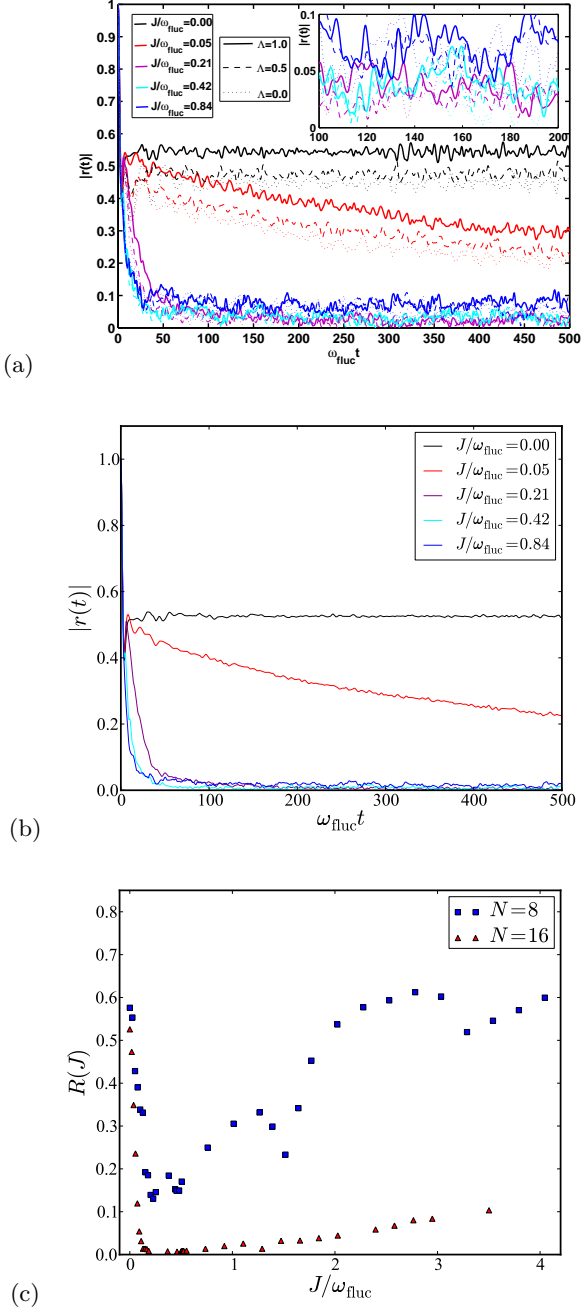 1
0.9
0.8
0.7
0.6
0.5
0.4
0.3
0.2
0.1
0
|r(t)|
0 50 100 150 200 250 300 350 400 450 500
ω_fluc t
J/ω_fluc=0.00
J/ω_fluc=0.05
J/ω_fluc=0.21
J/ω_fluc=0.42
J/ω_fluc=0.84
Λ=1.0
Λ=0.5
Λ=0.0
0.1
0.05
0
|r(t)|
100 120 140 160 180 200
(a)
1.0
0.8
0.6
0.4
0.2
0.0
|r(t)|
J/ω_fluc=0.00
J/ω_fluc=0.05
J/ω_fluc=0.21
J/ω_fluc=0.42
J/ω_fluc=0.84
0 100 200 300 400 500
ω_fluc t
(b)
0.8
0.7
0.6
0.5
0.4
0.3
0.2
0.1
0.0
R(J)
N=8
N=16
0 1 2 3 4
J/ω_fluc
(c)